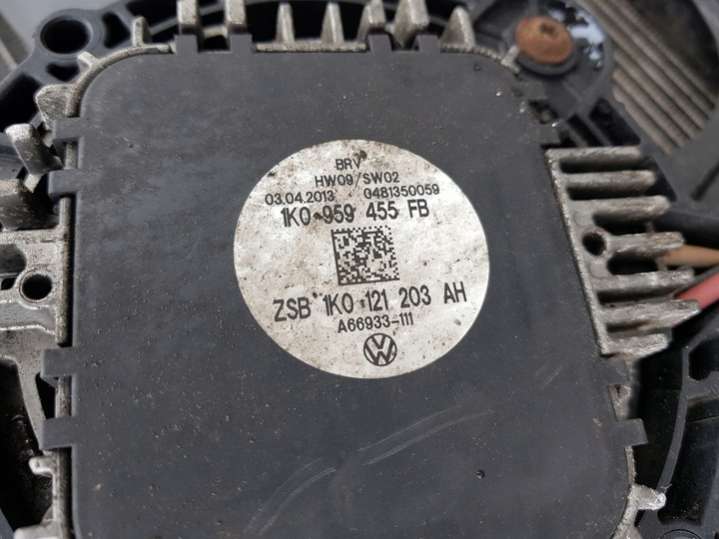 BRV
HW09/SW02
03.04.2013 0481350059
1K0 959 455 FB
ZSB 1K0 121 203 AH
A66933-111